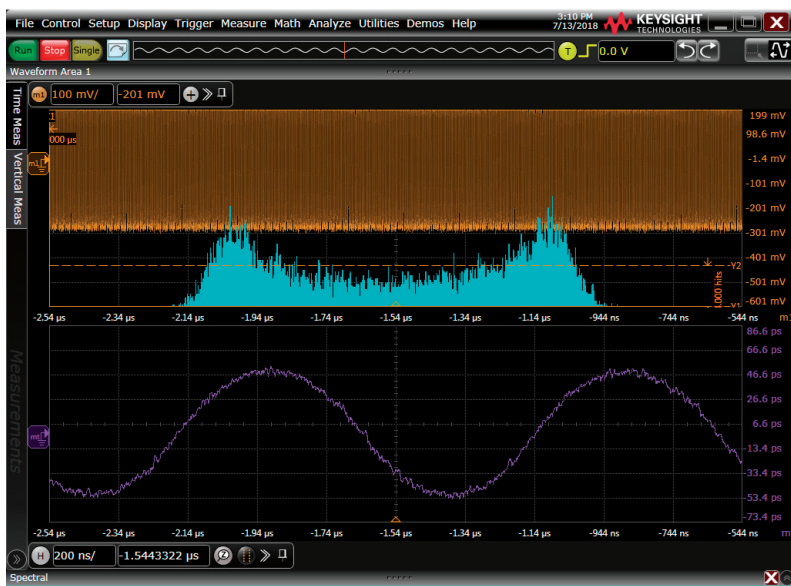 File Control Setup Display Trigger Measure Math Analyze Utilities Demos Help
3:10 PM
7/13/2018
KEYSIGHT
TECHNOLOGIES
Run Stop Single T 0.0 V
Waveform Area 1
Time Meas
Vertical Meas
Measurements
m1 100 mV/ -201 mV
199 mV
98.6 mV
-1.4 mV
-101 mV
-201 mV
-301 mV
-401 mV
-501 mV
-601 mV
000 µs
m1
Y2
Y1
000 hits
-2.54 µs -2.34 µs -2.14 µs -1.94 µs -1.74 µs -1.54 µs -1.34 µs -1.14 µs -944 ns -744 ns -544 ns
86.6 ps
66.6 ps
46.6 ps
26.6 ps
6.6 ps
-13.4 ps
-33.4 ps
-53.4 ps
-73.4 ps
-2.54 µs -2.34 µs -2.14 µs -1.94 µs -1.74 µs -1.54 µs -1.34 µs -1.14 µs -944 ns -744 ns -544 ns
H 200 ns/ -1.5443322 µs
Spectral